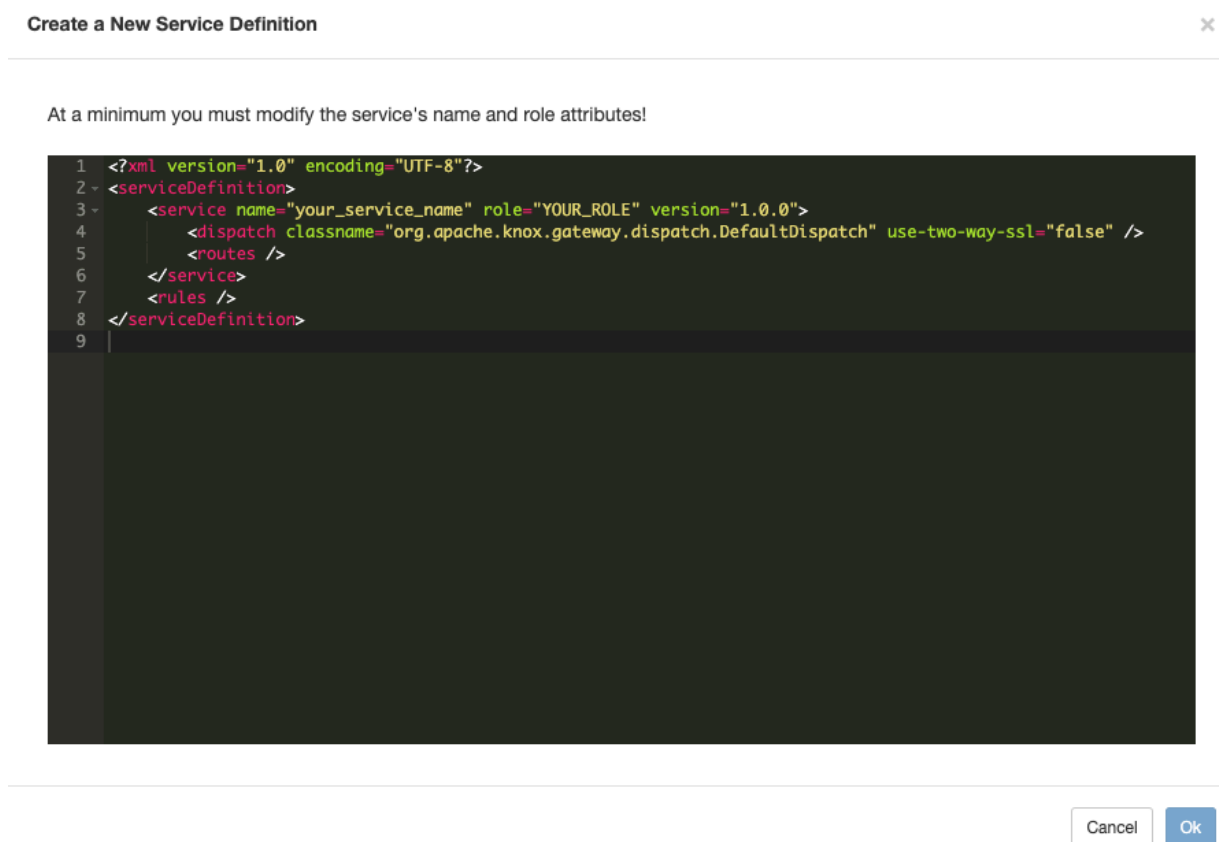 Create a New Service Definition ×
At a minimum you must modify the service's name and role attributes!
1 <?xml version="1.0" encoding="UTF-8"?>
2 <serviceDefinition>
3     <service name="your_service_name" role="YOUR_ROLE" version="1.0.0">
4         <dispatch classname="org.apache.knox.gateway.dispatch.DefaultDispatch" use-two-way-ssl="false" />
5         <routes />
6     </service>
7     <rules />
8 </serviceDefinition>
9
Cancel Ok